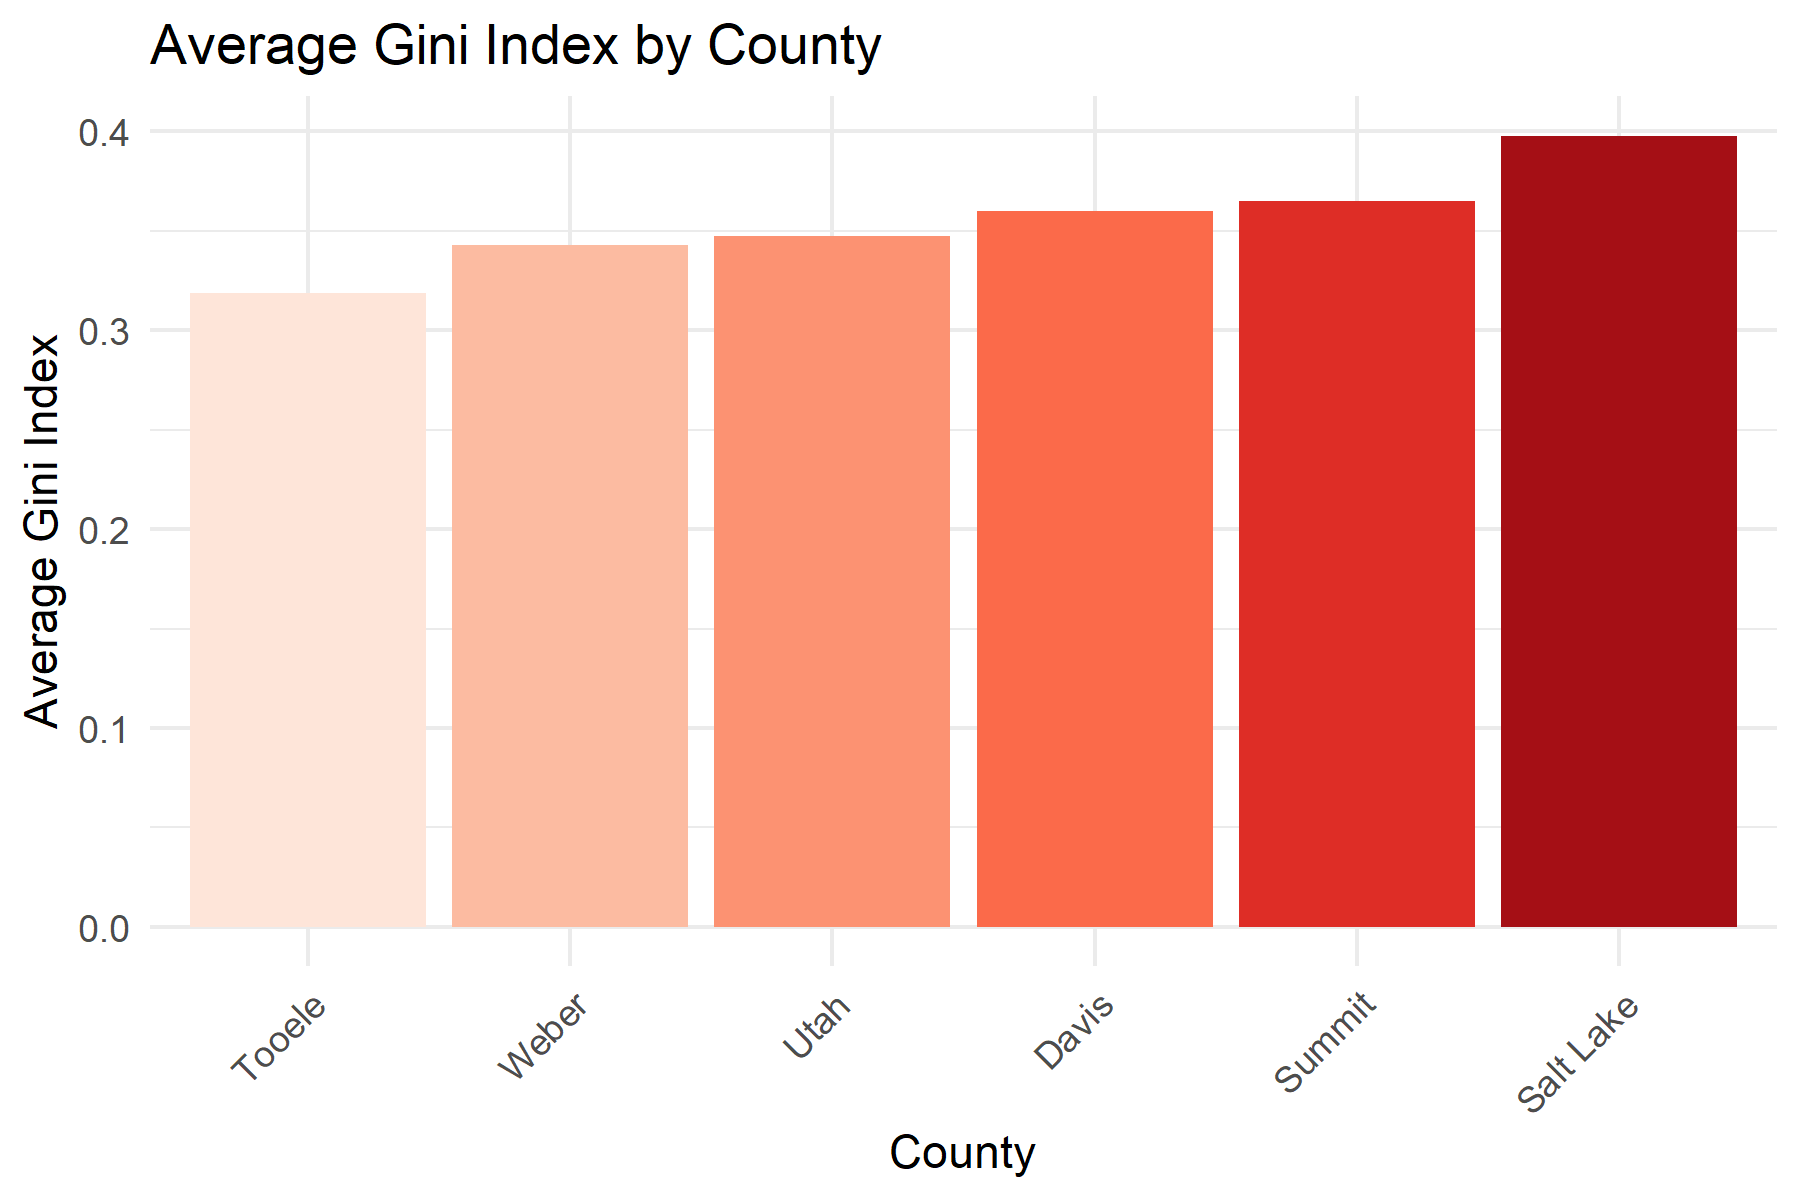 Average Gini Index by County
Average Gini Index
0.4
0.3
0.2
0.1
0.0
Tooele
Weber
Utah
Davis
Summit
Salt Lake
County